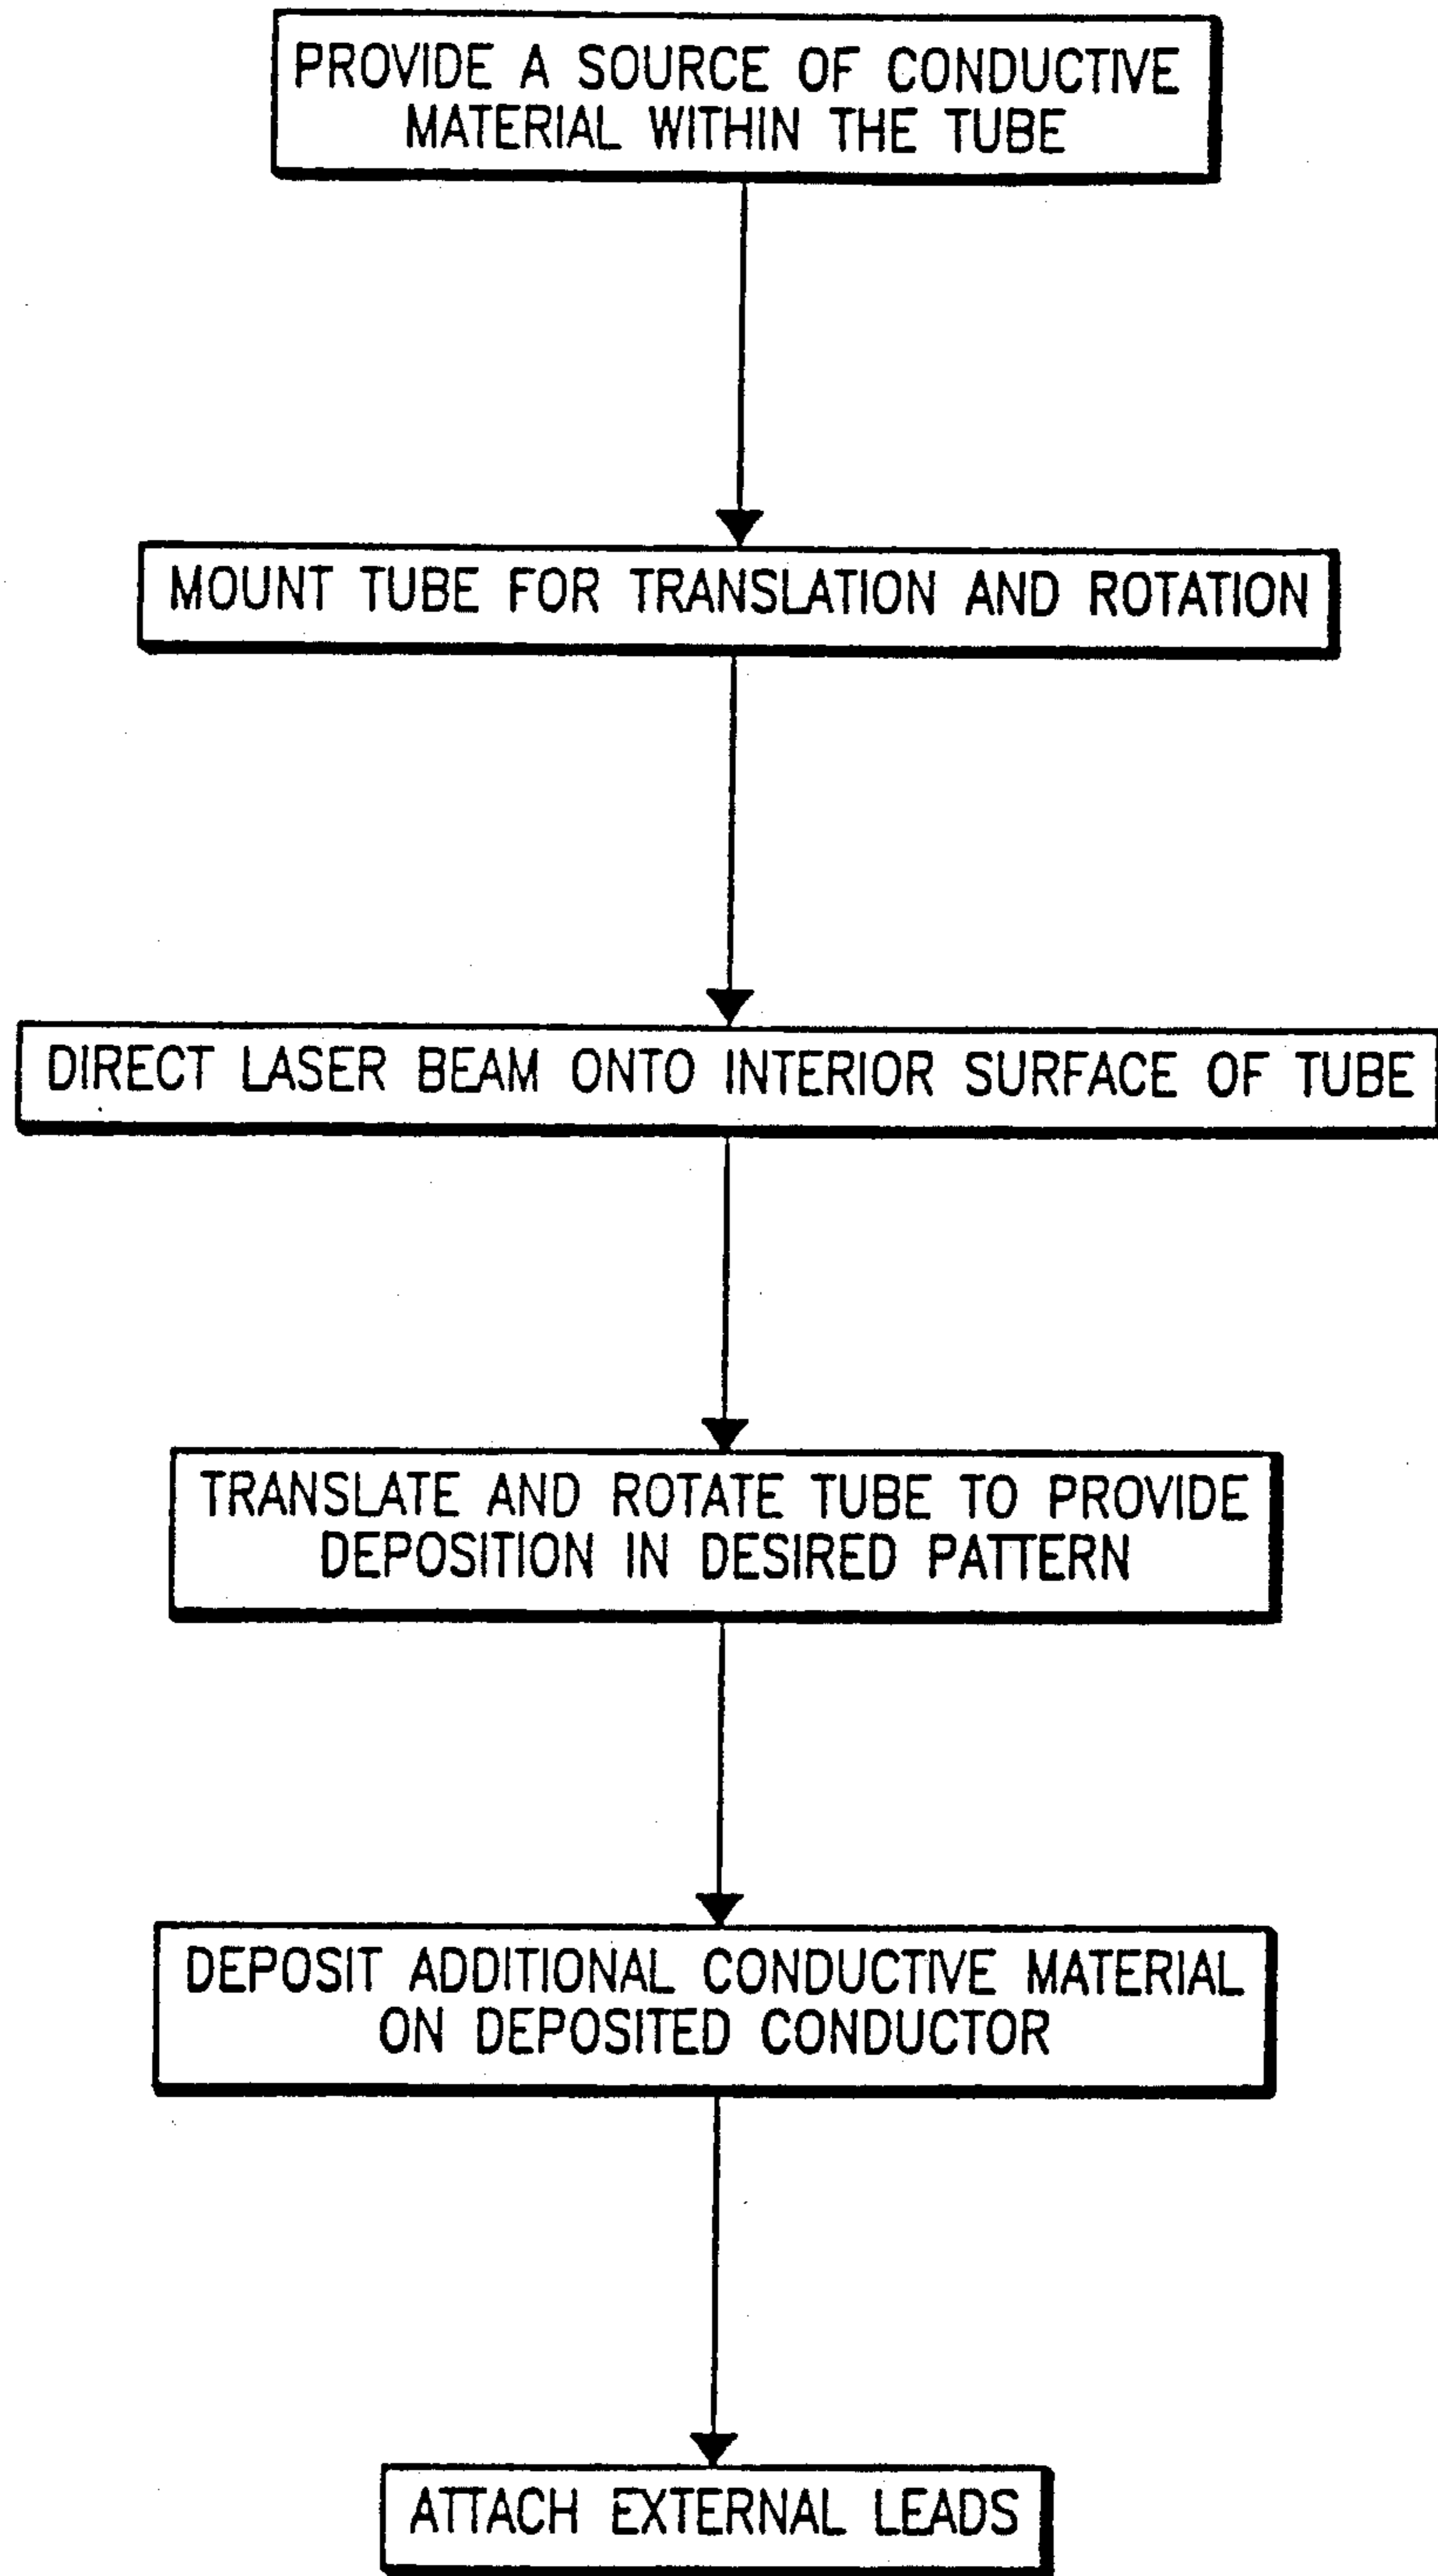 PROVIDE A SOURCE OF CONDUCTIVE
MATERIAL WITHIN THE TUBE
MOUNT TUBE FOR TRANSLATION AND ROTATION
DIRECT LASER BEAM ONTO INTERIOR SURFACE OF TUBE
TRANSLATE AND ROTATE TUBE TO PROVIDE
DEPOSITION IN DESIRED PATTERN
DEPOSIT ADDITIONAL CONDUCTIVE MATERIAL
ON DEPOSITED CONDUCTOR
ATTACH EXTERNAL LEADS